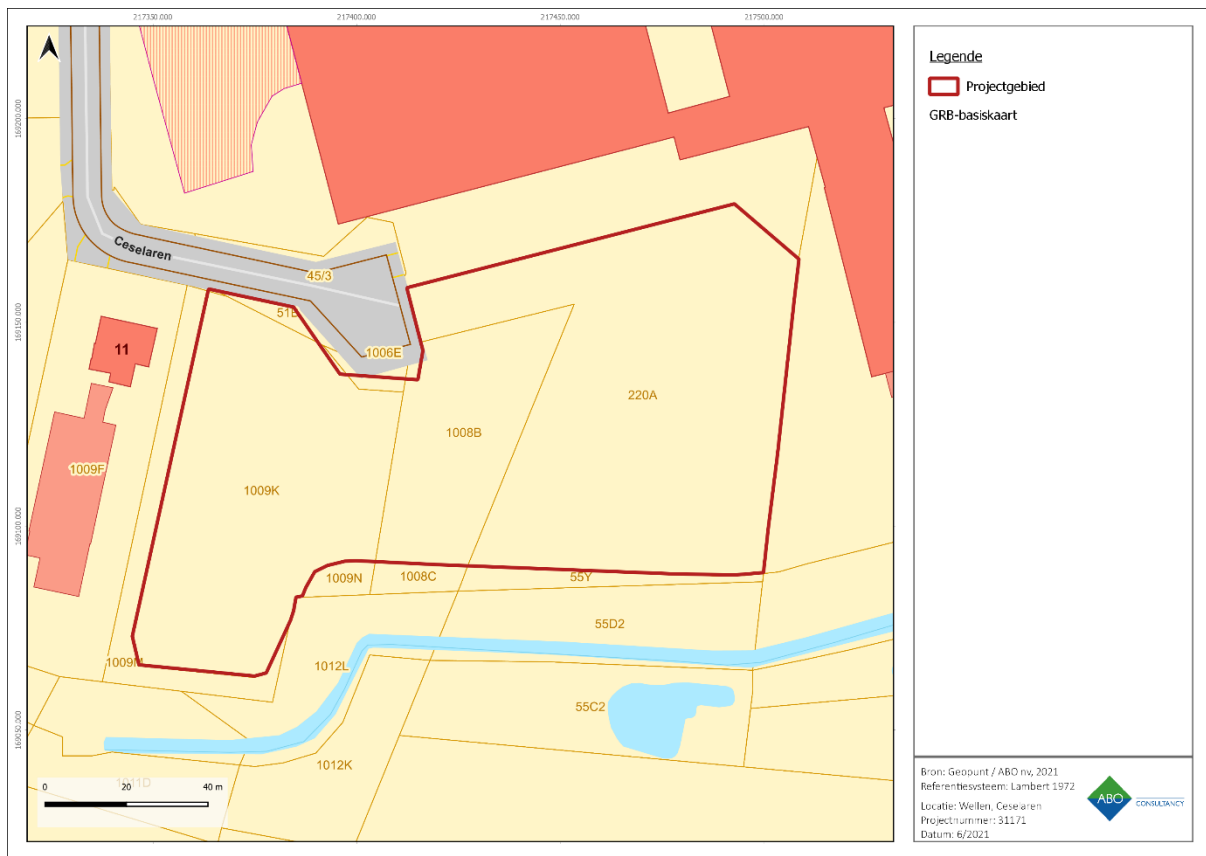 217350.000
217400.000
217450.000
217500.000
169200.000
169150.000
169100.000
169050.000
Ceselaren
45/3
51E
1006E
11
220A
1008B
1009F
1009K
1009N
1008C
55Y
55D2
1009M
1012L
55C2
1012K
1011D
0
20
40 m
Legende
Projectgebied
GRB-basiskaart
Bron: Geopunt / ABO nv, 2021
Referentiesysteem: Lambert 1972
Locatie: Wellen, Ceselaren
Projectnummer: 31171
Datum: 6/2021
ABO
CONSULTANCY